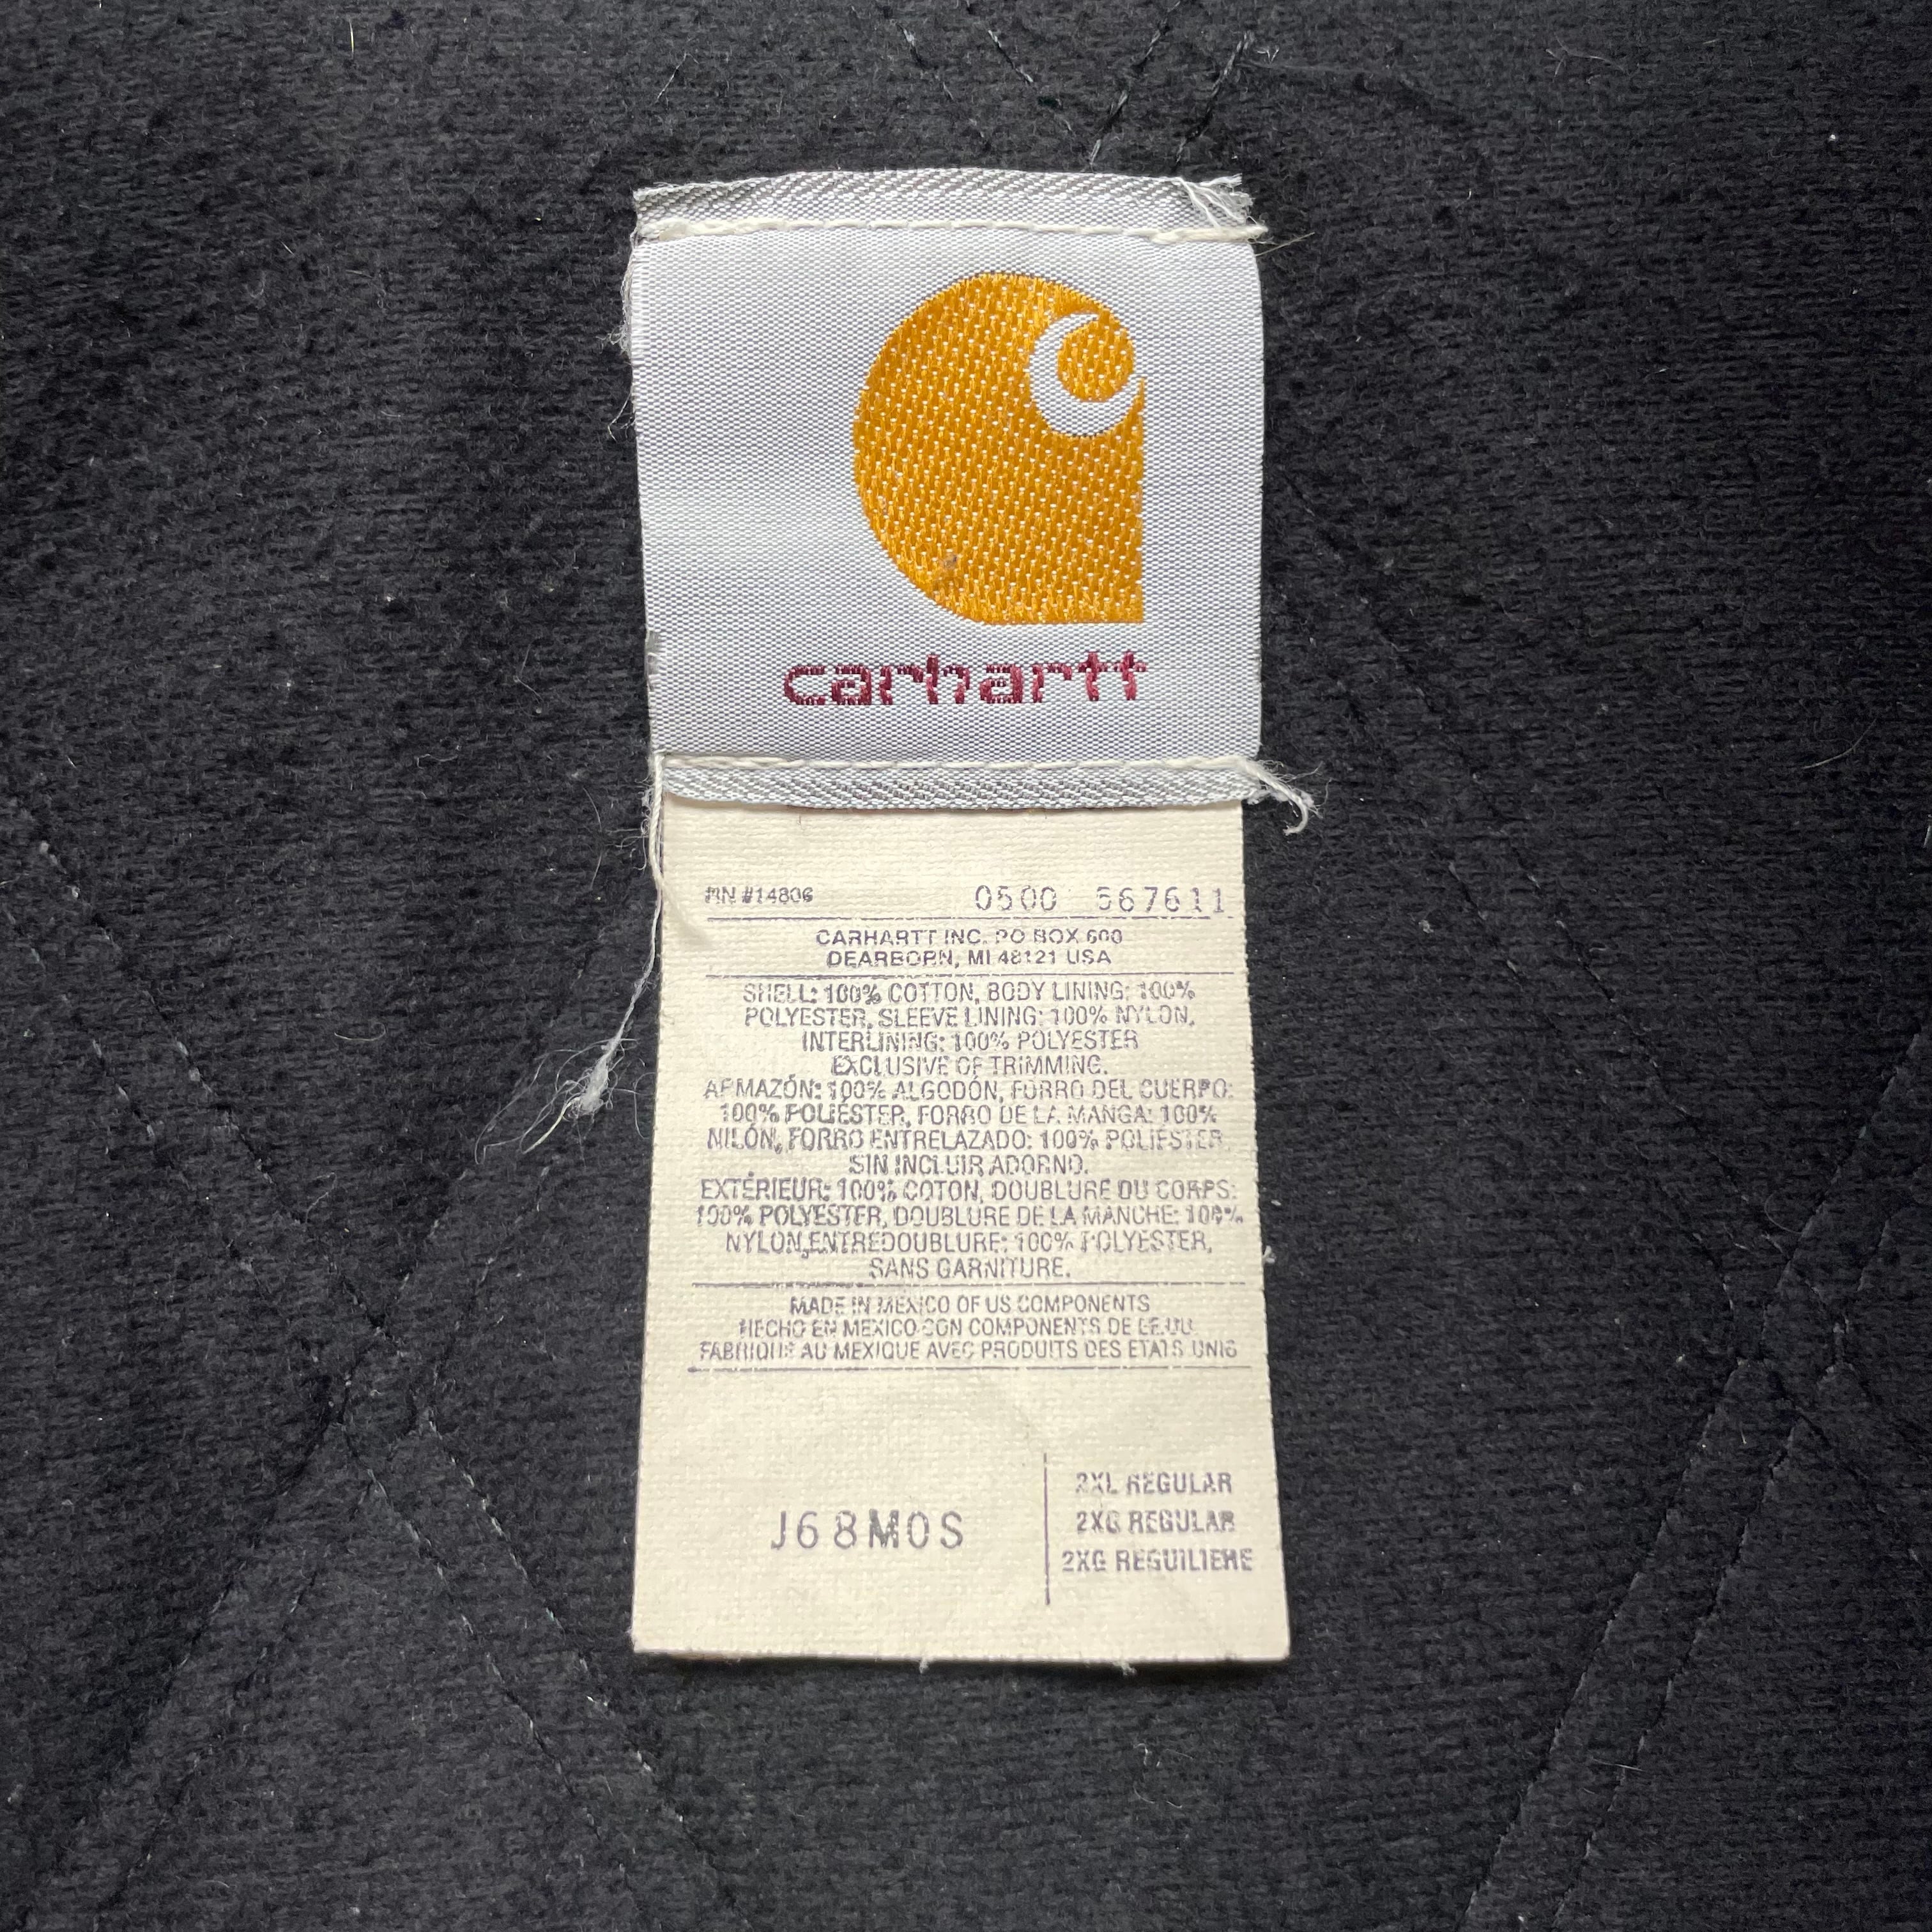 carhartt
RN #14806 0500 567611
CARHARTT INC. PO BOX 600
DEARBORN, MI 48121 USA
SHELL: 100% COTTON, BODY LINING: 100%
POLYESTER, SLEEVE LINING: 100% NYLON,
INTERLINING: 100% POLYESTER
EXCLUSIVE OF TRIMMING.
ARMAZÓN: 100% ALGODÓN, FORRO DEL CUERPO:
100% POLIÉSTER, FORRO DE LA MANGA: 100%
NILÓN, FORRO ENTRELAZADO: 100% POLIÉSTER
SIN INCLUIR ADORNO.
EXTÉRIEUR: 100% COTON, DOUBLURE DU CORPS:
100% POLYESTER, DOUBLURE DE LA MANCHE: 100%
NYLON, ENTREDOUBLURE: 100% POLYESTER,
SANS GARNITURE.
MADE IN MEXICO OF US COMPONENTS
HECHO EN MEXICO CON COMPONENTS DE EE.UU.
FABRIQUE AU MEXIQUE AVEC PRODUITS DES ETATS UNIS
J68MOS
2XL REGULAR
2XG REGULAR
2XG REGUILIERE